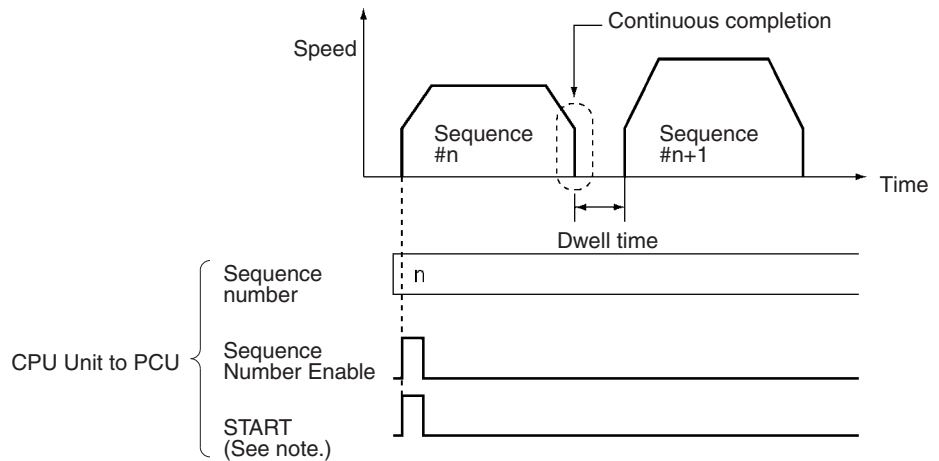 Continuous completion
Speed
Sequence
#n
Sequence
#n+1
Time
Dwell time
Sequence
number
n
CPU Unit to PCU
Sequence
Number Enable
START
(See note.)